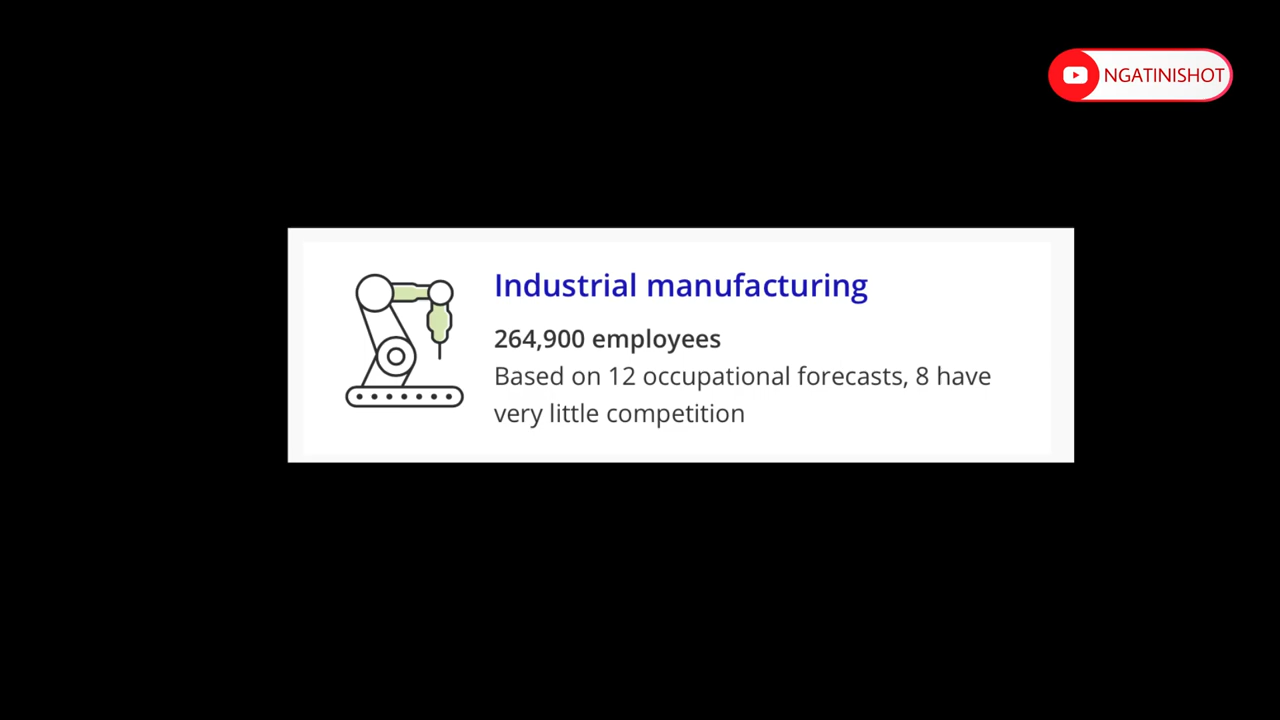 NGATINISHOT
Industrial manufacturing
264,900 employees
Based on 12 occupational forecasts, 8 have
very little competition